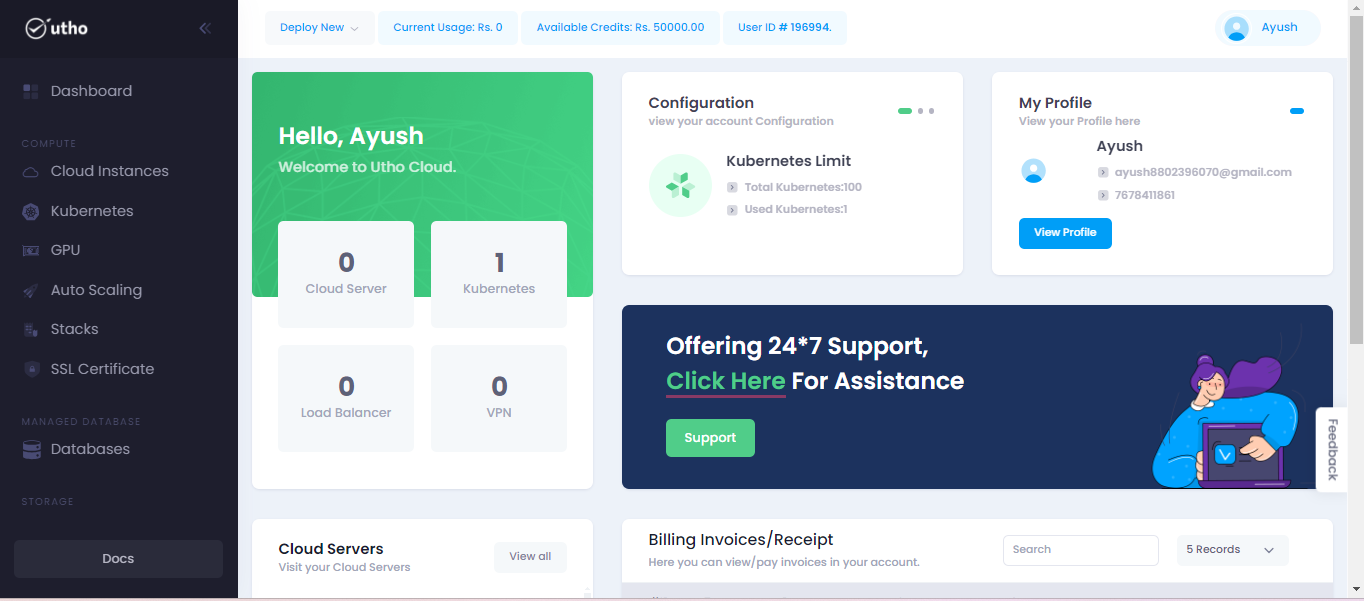 utho
Deploy New
Current Usage: Rs. 0
Available Credits: Rs. 50000.00
User ID # 196994.
Ayush
Dashboard
COMPUTE
Cloud Instances
Kubernetes
GPU
Auto Scaling
Stacks
SSL Certificate
MANAGED DATABASE
Databases
STORAGE
Docs
Hello, Ayush
Welcome to Utho Cloud.
0
Cloud Server
1
Kubernetes
0
Load Balancer
0
VPN
Configuration
view your account Configuration
Kubernetes Limit
Total Kubernetes:100
Used Kubernetes:1
My Profile
View your Profile here
Ayush
ayush8802396070@gmail.com
7678411861
View Profile
Offering 24*7 Support,
Click Here For Assistance
Support
Feedback
Cloud Servers
Visit your Cloud Servers
View all
Billing Invoices/Receipt
Here you can view/pay invoices in your account.
Search
5 Records